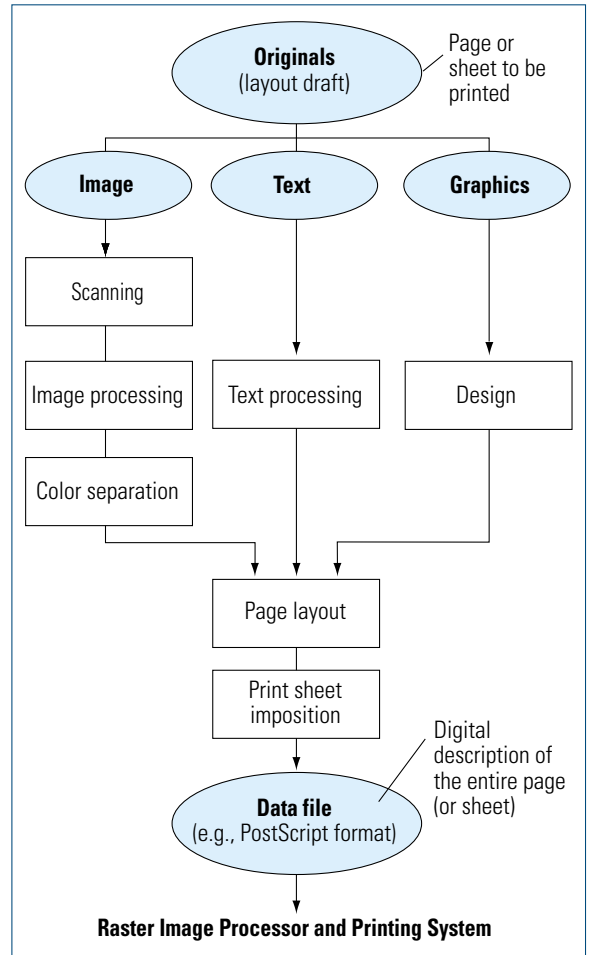 Originals
(layout draft)
Page or
sheet to be
printed
Image
Text
Graphics
Scanning
Image processing
Text processing
Design
Color separation
Page layout
Print sheet
imposition
Digital
description of
the entire page
(or sheet)
Data file
(e.g., PostScript format)
Raster Image Processor and Printing System